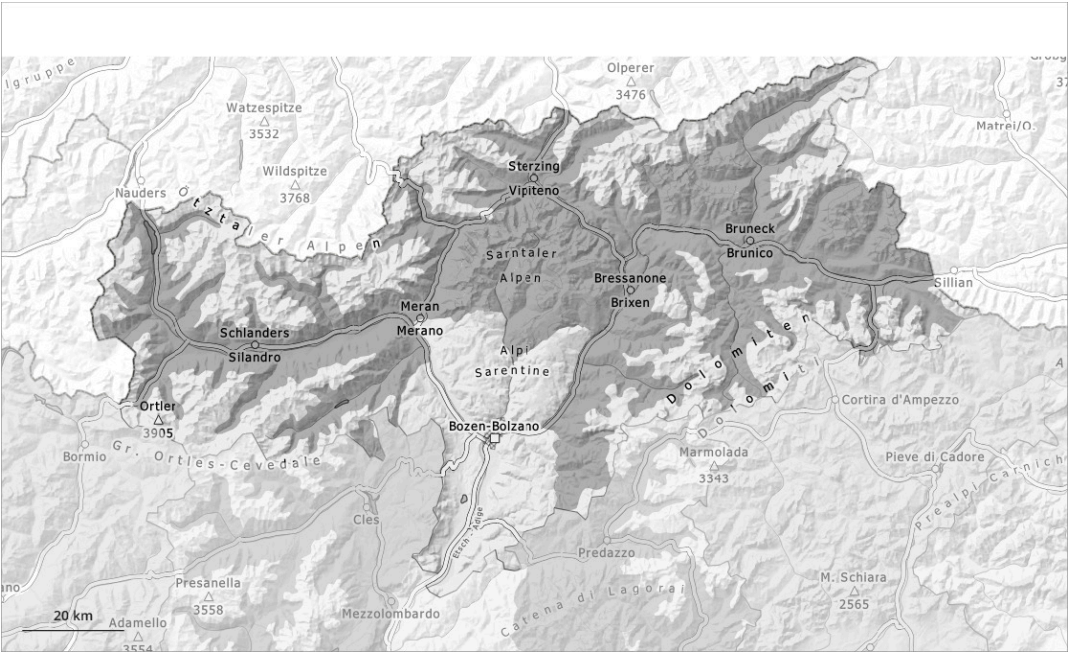 lgruppe
Olperer
3476
Watzespitze
3532
Matrei/O.
Wildspitze
3768
Nauders
Ötztaler Alpen
Sterzing
Vipiteno
Bruneck
Brunico
Sarntaler
Alpen
Bressanone
Brixen
Sillian
Meran
Merano
Schlanders
Silandro
Alpi
Sarentine
Dolomiten
Dolomiti
Ortler
3905
Cortina d'Ampezzo
Bozen-Bolzano
Bormio
Gr. Ortles-Cevedale
Marmolada
3343
Pieve di Cadore
Prealpi Carnich
Cles
Etsch - Adige
Predazzo
Presanella
3558
M. Schiara
2565
Mezzolombardo
Catena di Lagorai
20 km
Adamello
3554